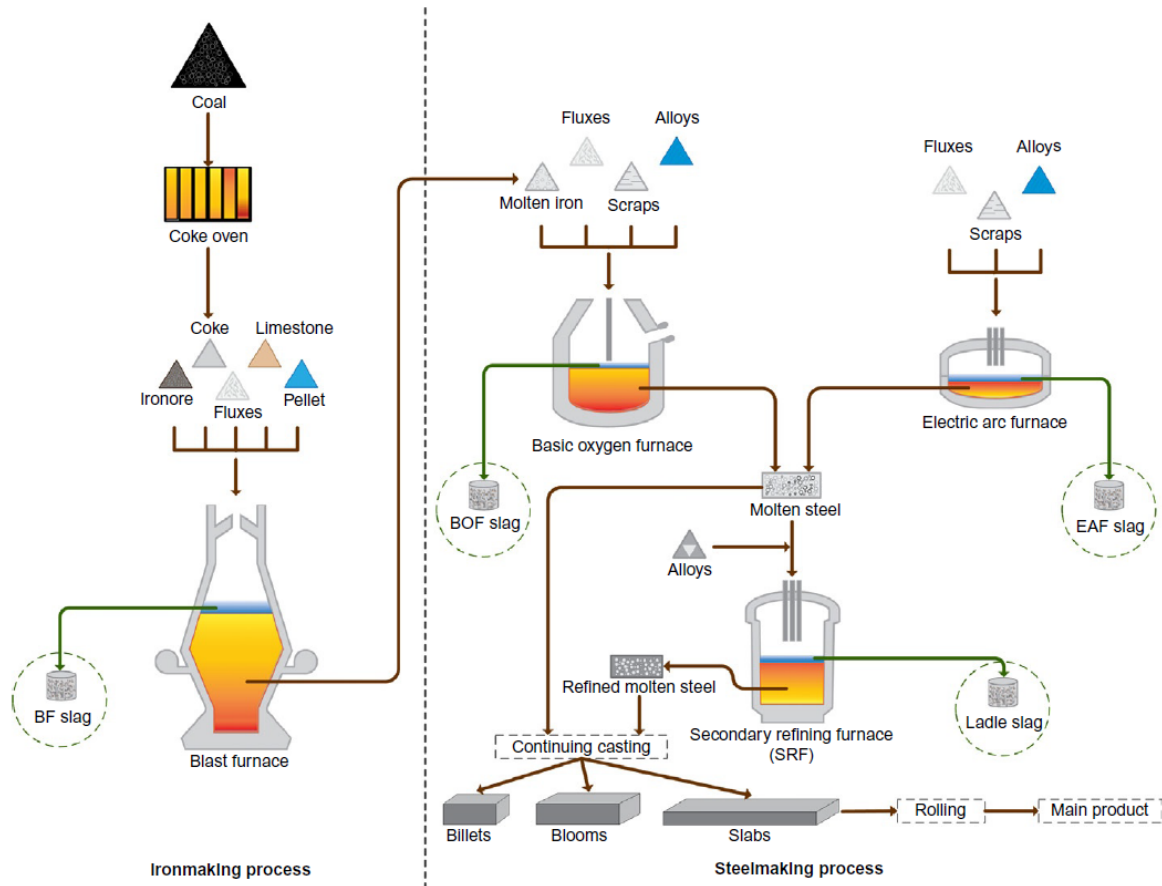 Coal
Coke oven
Coke
Limestone
Ironore
Fluxes
Pellet
BF slag
Blast furnace
Ironmaking process
Fluxes
Alloys
Molten iron
Scraps
Basic oxygen furnace
BOF slag
Fluxes
Alloys
Scraps
Electric arc furnace
EAF slag
Molten steel
Alloys
Refined molten steel
Secondary refining furnace
(SRF)
Ladle slag
Continuing casting
Billets
Blooms
Slabs
Rolling
Main product
Steelmaking process